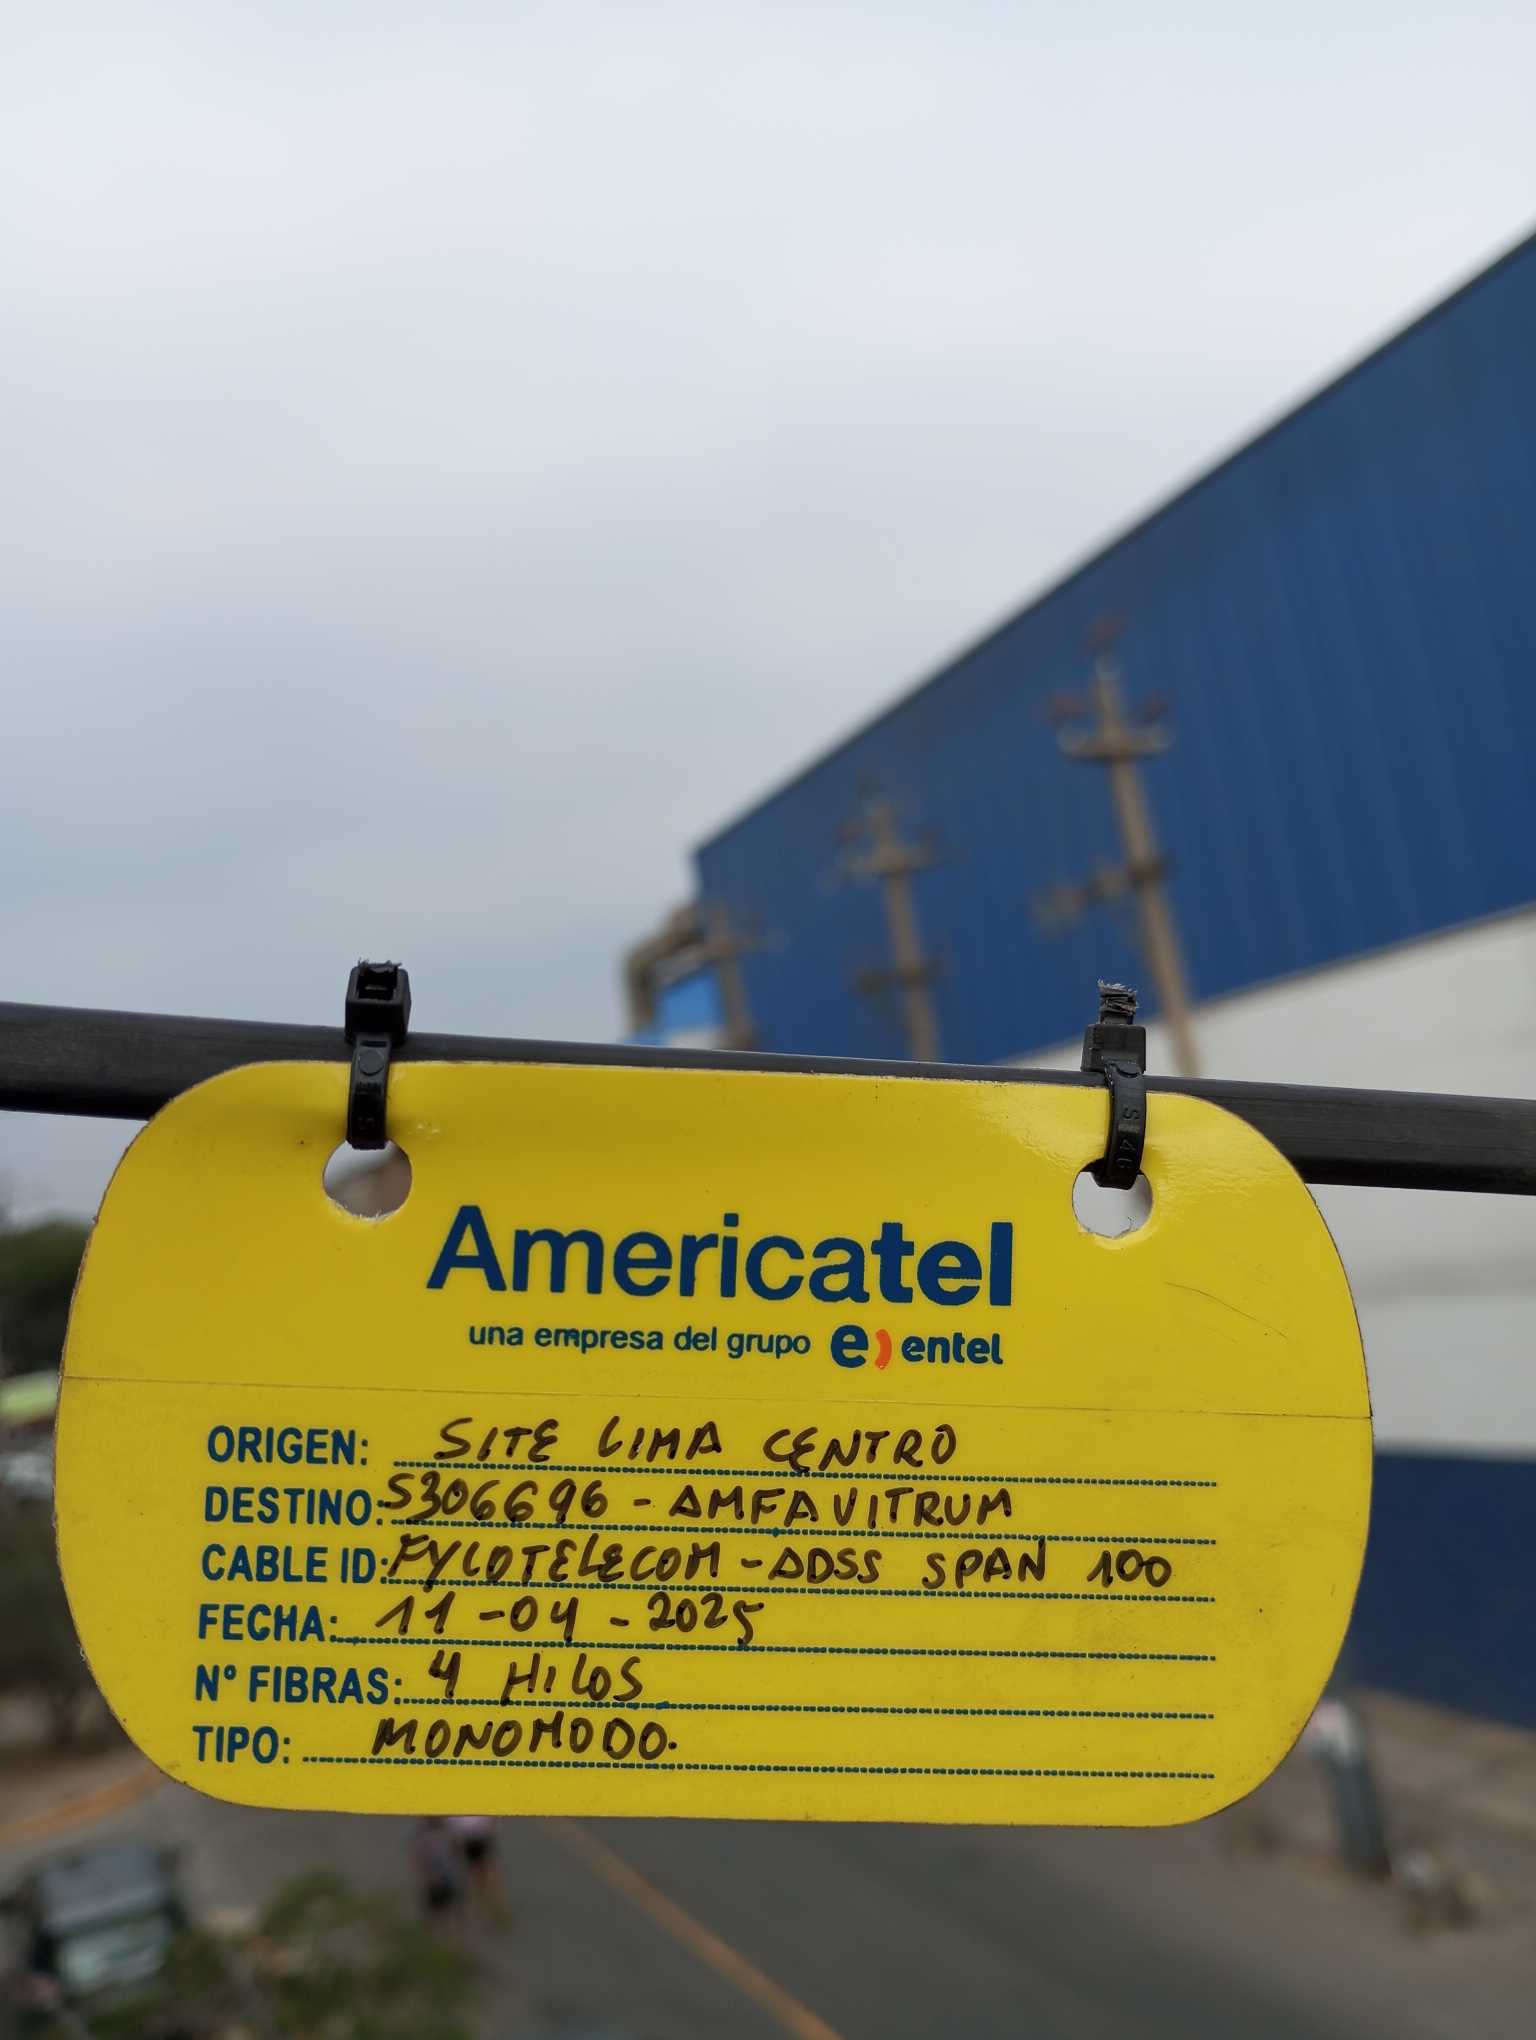 Americatel
una empresa del grupo e) entel
ORIGEN: SITE LIMA CENTRO
DESTINO: S306696 - AMFAVITRUM
CABLE ID: FYCOTELECOM - ADSS SPAN 100
FECHA: 11-04-2025
N° FIBRAS: 4 HILOS
TIPO: MONOMODO.